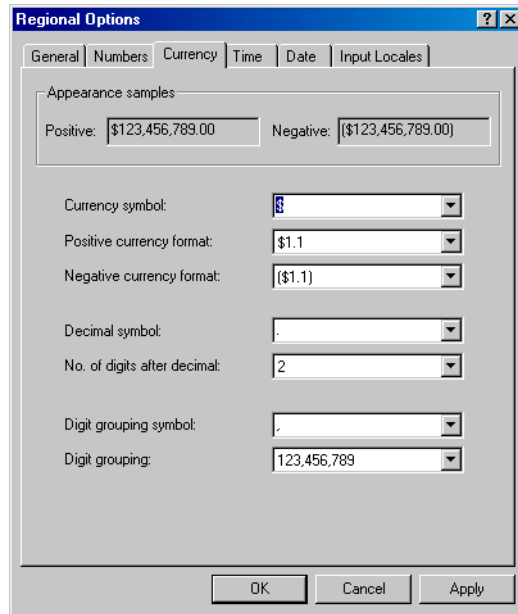 Regional Options
General Numbers Currency Time Date Input Locales
Appearance samples
Positive: $123,456,789.00 Negative: ($123,456,789.00)
Currency symbol: $
Positive currency format: $1.1
Negative currency format: ($1.1)
Decimal symbol: .
No. of digits after decimal: 2
Digit grouping symbol: ,
Digit grouping: 123,456,789
OK Cancel Apply